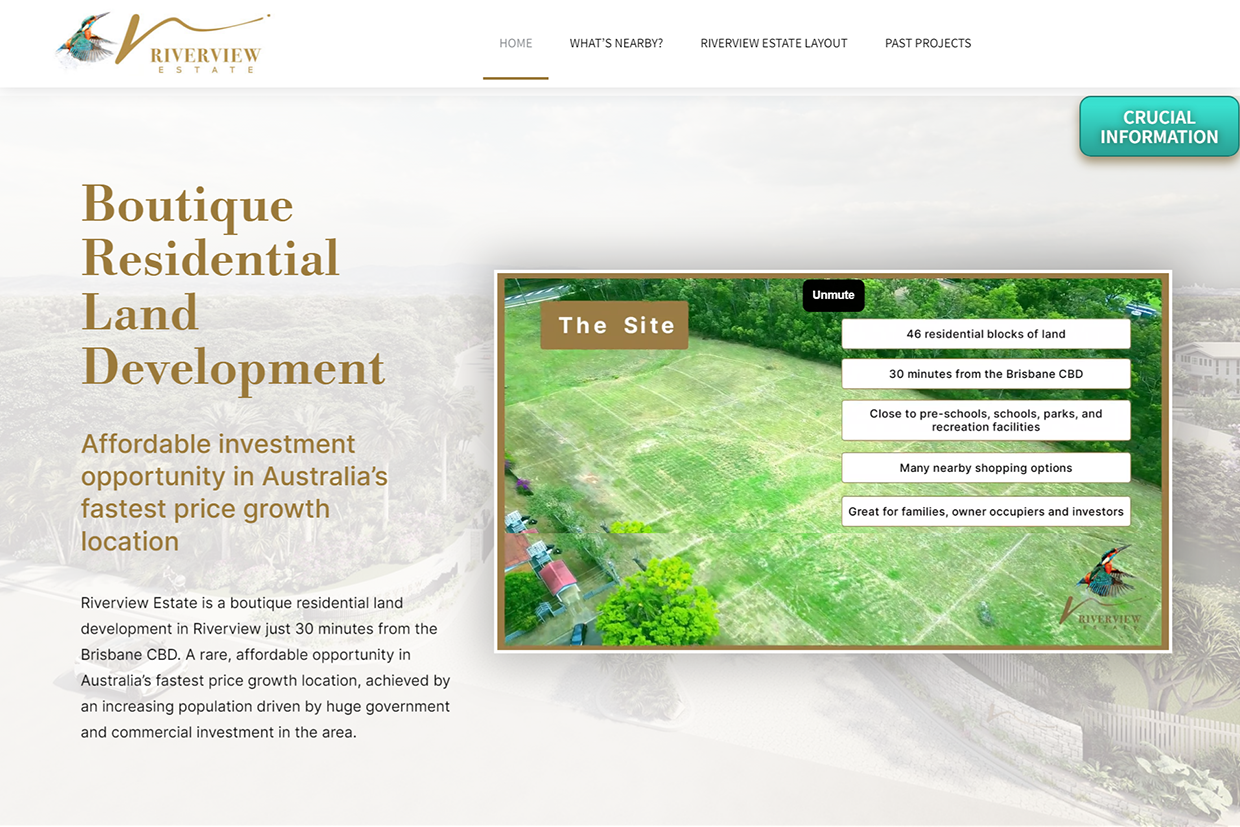 RIVERVIEW
ESTATE
HOME
WHAT'S NEARBY?
RIVERVIEW ESTATE LAYOUT
PAST PROJECTS
CRUCIAL
INFORMATION
Boutique
Residential
Land
Development
Affordable investment
opportunity in Australia’s
fastest price growth
location
Riverview Estate is a boutique residential land
development in Riverview just 30 minutes from the
Brisbane CBD. A rare, affordable opportunity in
Australia’s fastest price growth location, achieved by
an increasing population driven by huge government
and commercial investment in the area.
Unmute
The Site
46 residential blocks of land
30 minutes from the Brisbane CBD
Close to pre-schools, schools, parks, and
recreation facilities
Many nearby shopping options
Great for families, owner occupiers and investors
RIVERVIEW
ESTATE